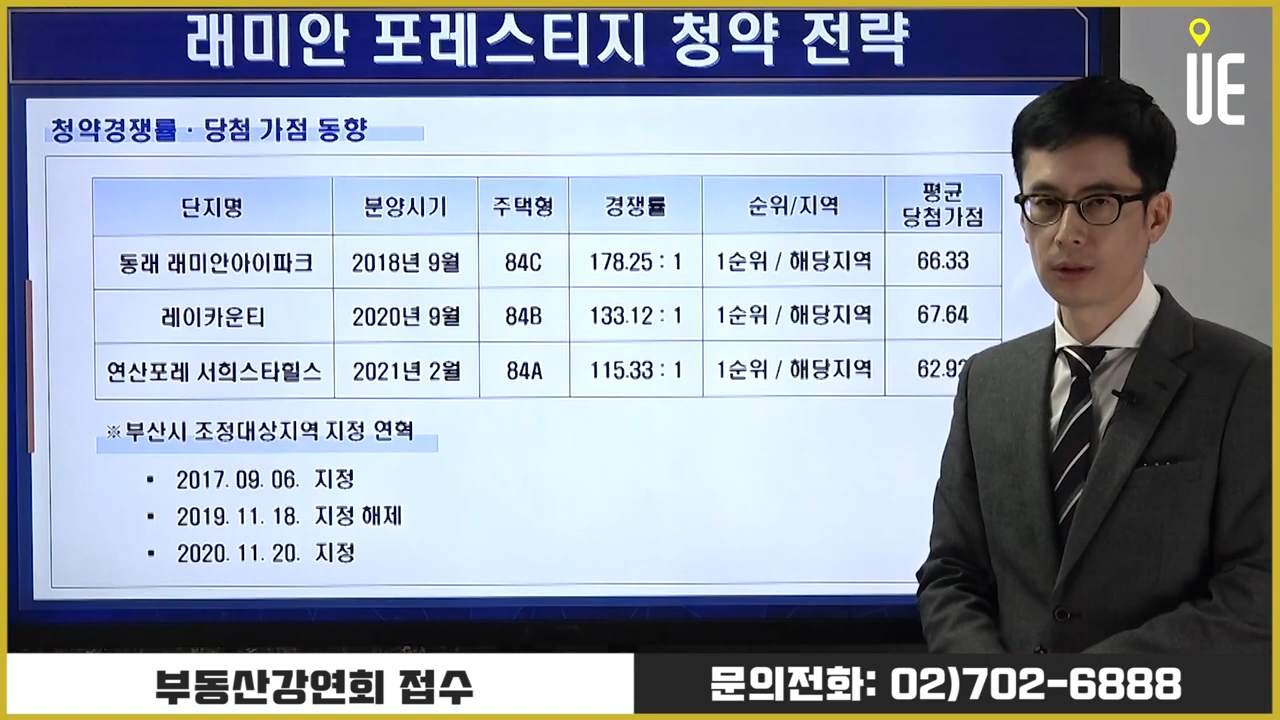 래미안 포레스티지 청약 전략
UE
청약경쟁률 · 당첨 가점 동향
단지명 분양시기 주택형 경쟁률 순위/지역 평균 당첨가점
동래 래미안아이파크 2018년 9월 84C 178.25 : 1 1순위 / 해당지역 66.33
레이카운티 2020년 9월 84B 133.12 : 1 1순위 / 해당지역 67.64
연산포레 서희스타힐스 2021년 2월 84A 115.33 : 1 1순위 / 해당지역
※ 부산시 조정대상지역 지정 연혁
▪ 2017. 09. 06. 지정
▪ 2019. 11. 18. 지정 해제
▪ 2020. 11. 20. 지정
부동산강연회 접수
문의전화: 02)702-6888